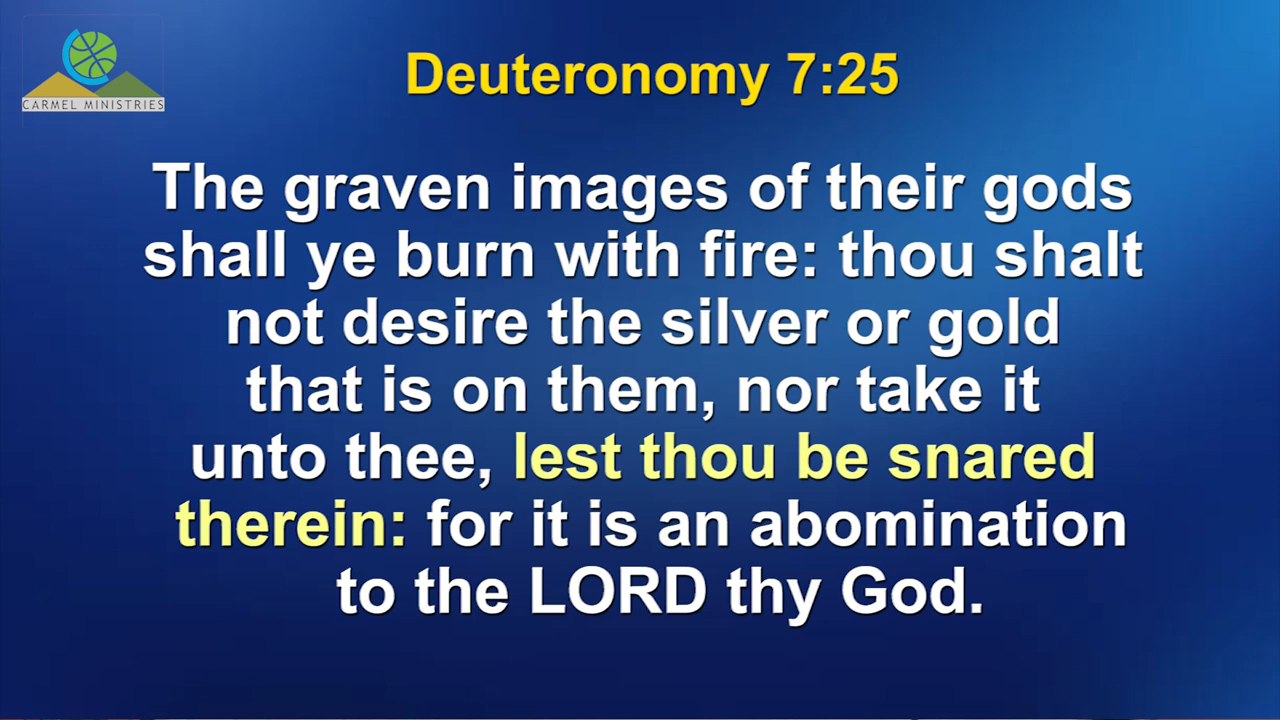 CARMEL MINISTRIES
Deuteronomy 7:25
The graven images of their gods
shall ye burn with fire: thou shalt
not desire the silver or gold
that is on them, nor take it
unto thee, lest thou be snared
therein: for it is an abomination
to the LORD thy God.